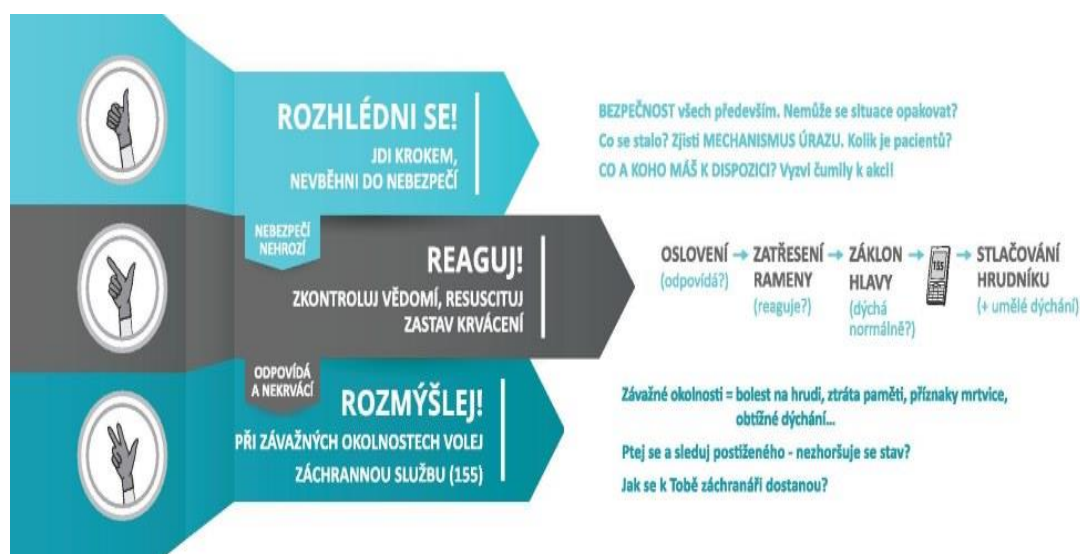 ROZHLÉDNI SE!
JDI KROKEM,
NEVBĚHNI DO NEBEZPEČÍ
BEZPEČNOST všech především. Nemůže se situace opakovat?
Co se stalo? Zjisti MECHANISMUS ÚRAZU. Kolik je pacientů?
CO A KOHO MÁŠ K DISPOZICI? Vyzvi čumily k akci!
NEBEZPEČÍ
NEHROZÍ
REAGUJ!
ZKONTROLUJ VĚDOMÍ, RESUSCITUJ
ZASTAV KRVÁCENÍ
OSLOVENÍ → ZATŘESENÍ → ZÁKLON → 155 → STLAČOVÁNÍ
(odpovídá?) RAMENY HLAVY HRUDNÍKU
(reaguje?) (dýchá (+ umělé dýchání)
normálně?)
ODPOVÍDÁ
A NEKRVÁCÍ
ROZMÝŠLEJ!
PŘI ZÁVAŽNÝCH OKOLNOSTECH VOLEJ
ZÁCHRANNOU SLUŽBU (155)
Závažné okolnosti = bolest na hrudi, ztráta paměti, příznaky mrtvice,
obtížné dýchání...
Ptej se a sleduj postiženého - nezhoršuje se stav?
Jak se k Tobě záchranáři dostanou?